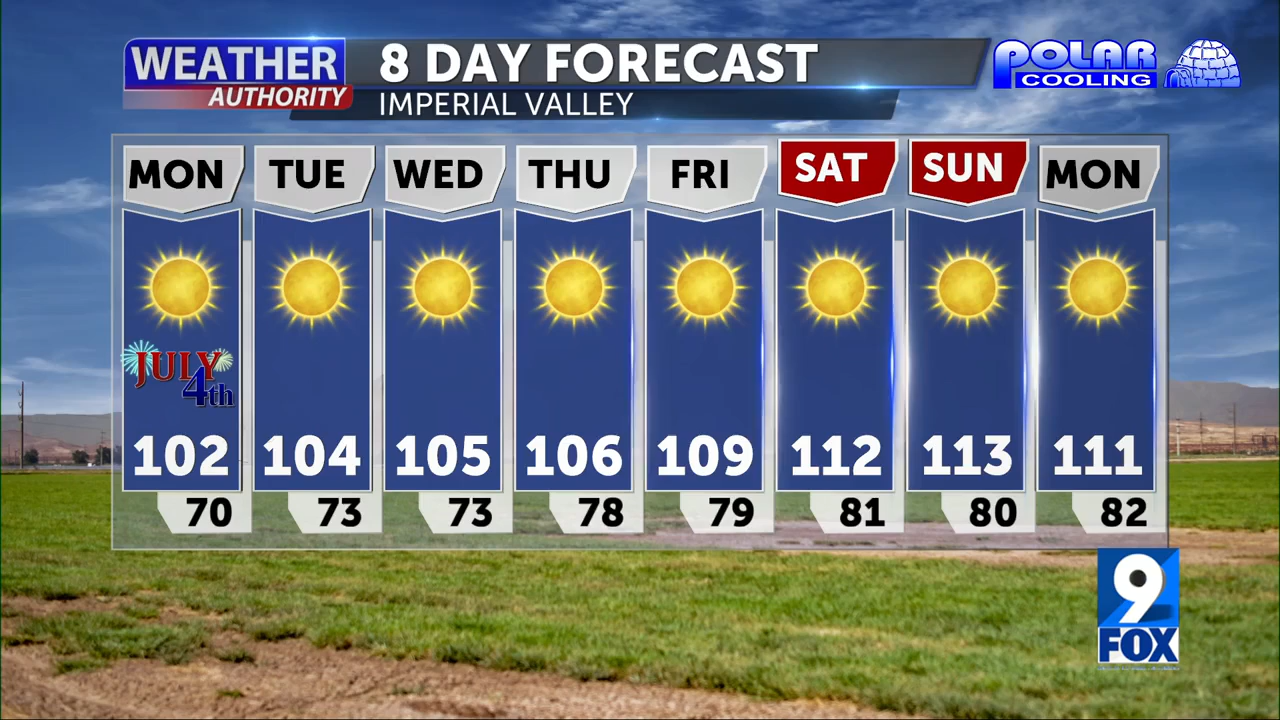 WEATHER
AUTHORITY
8 DAY FORECAST
IMPERIAL VALLEY
POLAR
COOLING
MON TUE WED THU FRI SAT SUN MON
JULY
4th
102 104 105 106 109 112 113 111
70 73 73 78 79 81 80 82
9
FOX